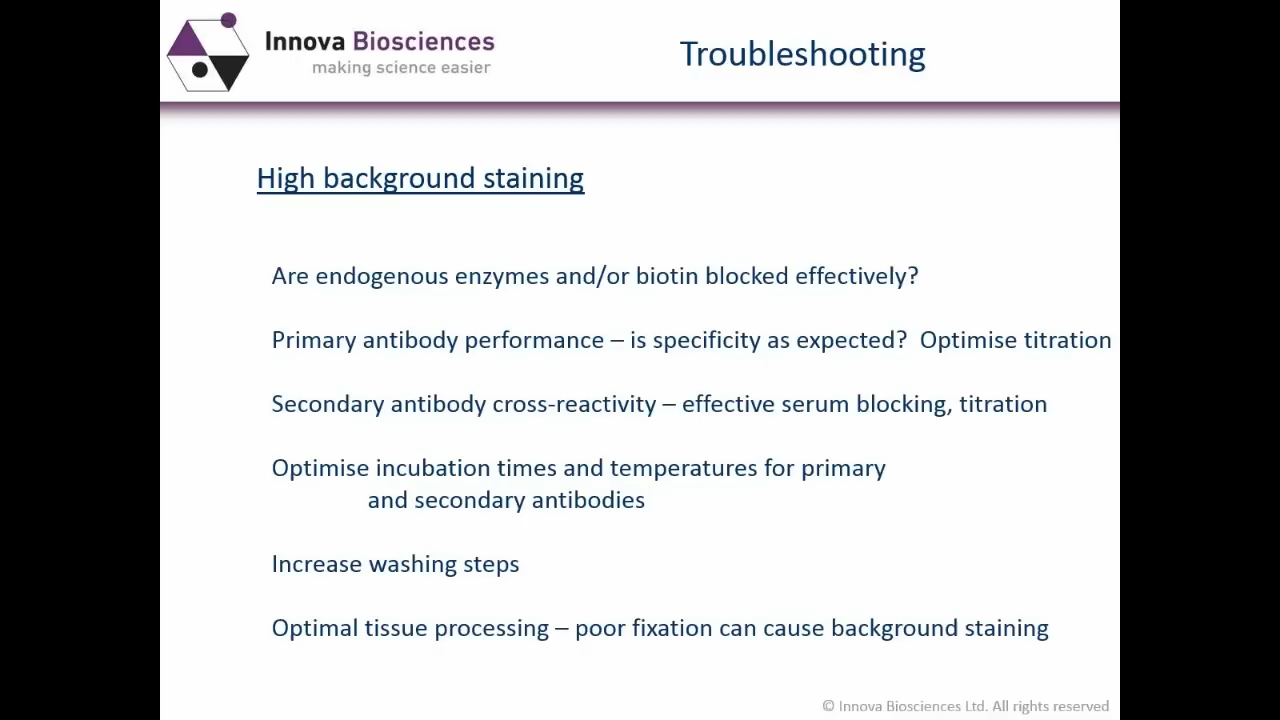 Innova Biosciences
making science easier
Troubleshooting
High background staining
Are endogenous enzymes and/or biotin blocked effectively?
Primary antibody performance – is specificity as expected?  Optimise titration
Secondary antibody cross-reactivity – effective serum blocking, titration
Optimise incubation times and temperatures for primary
and secondary antibodies
Increase washing steps
Optimal tissue processing – poor fixation can cause background staining
© Innova Biosciences Ltd. All rights reserved